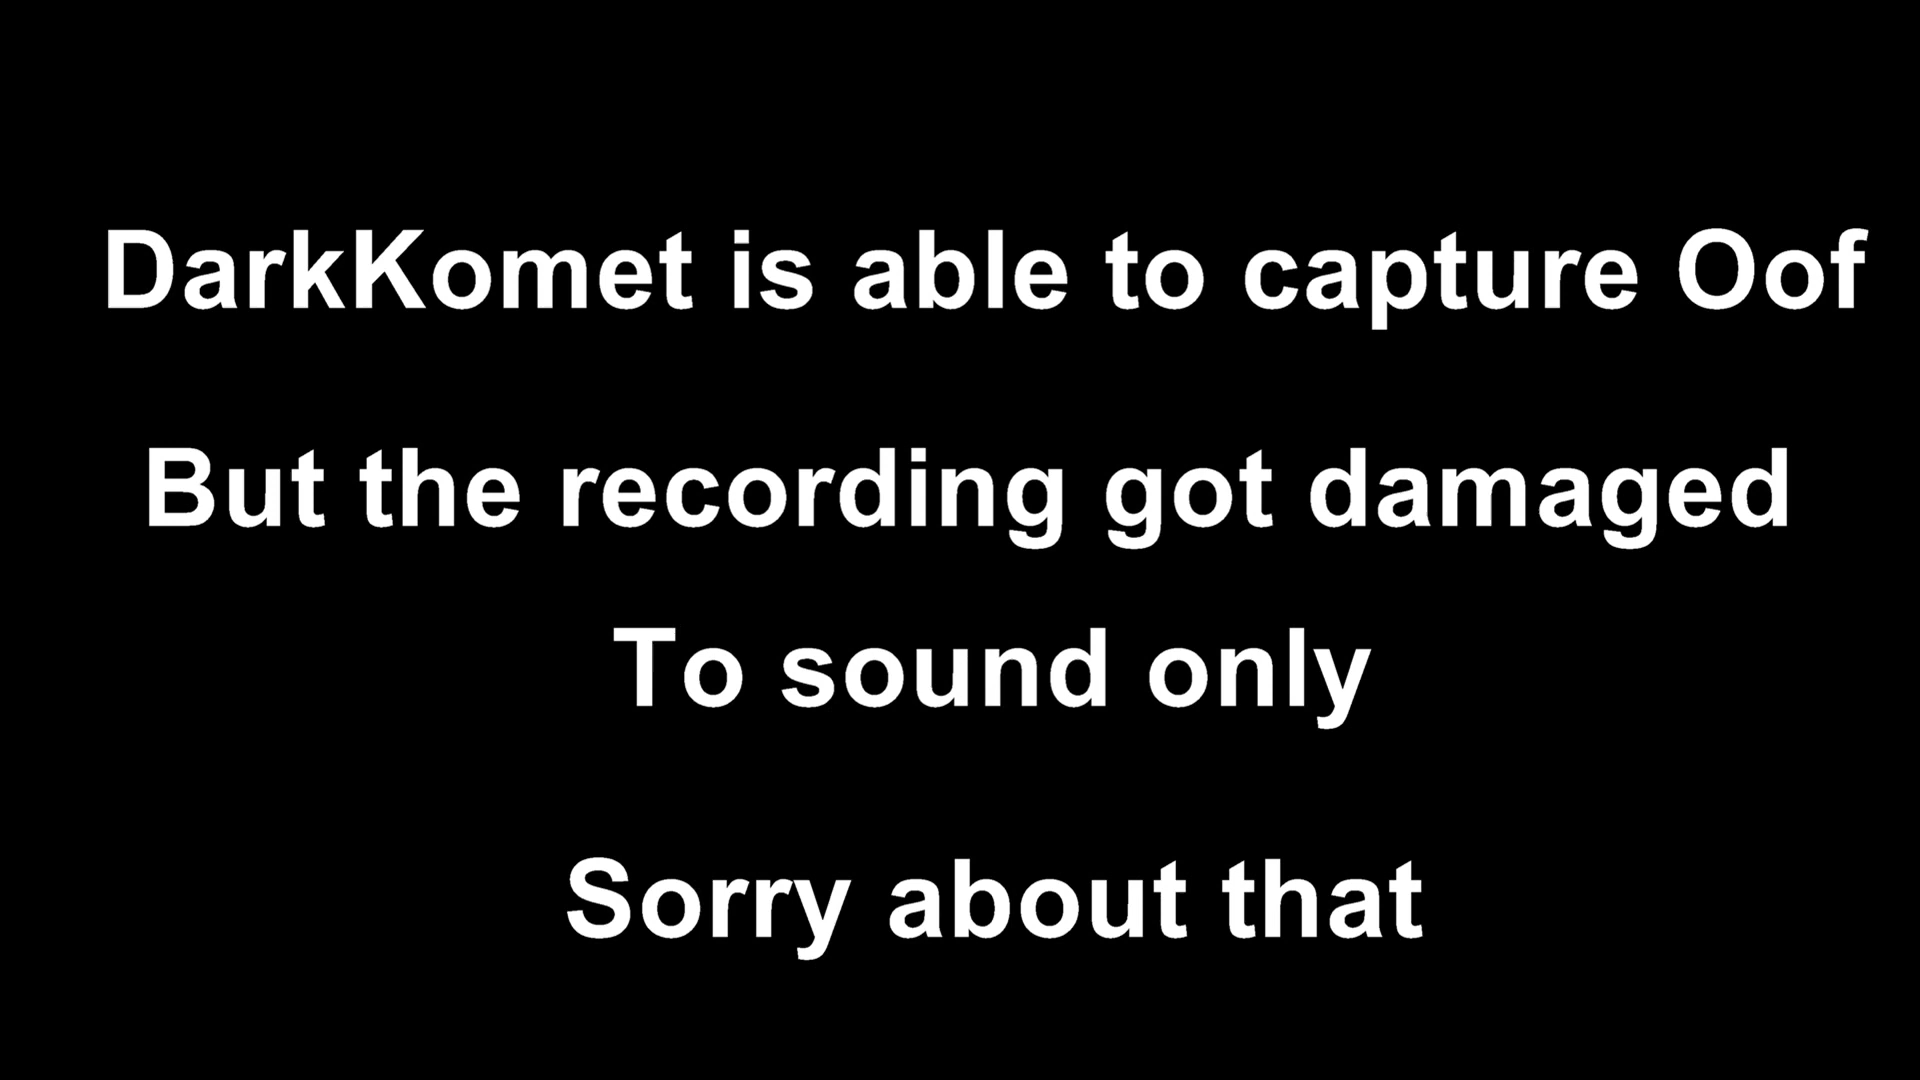 DarkKomet is able to capture Oof
But the recording got damaged
To sound only
Sorry about that